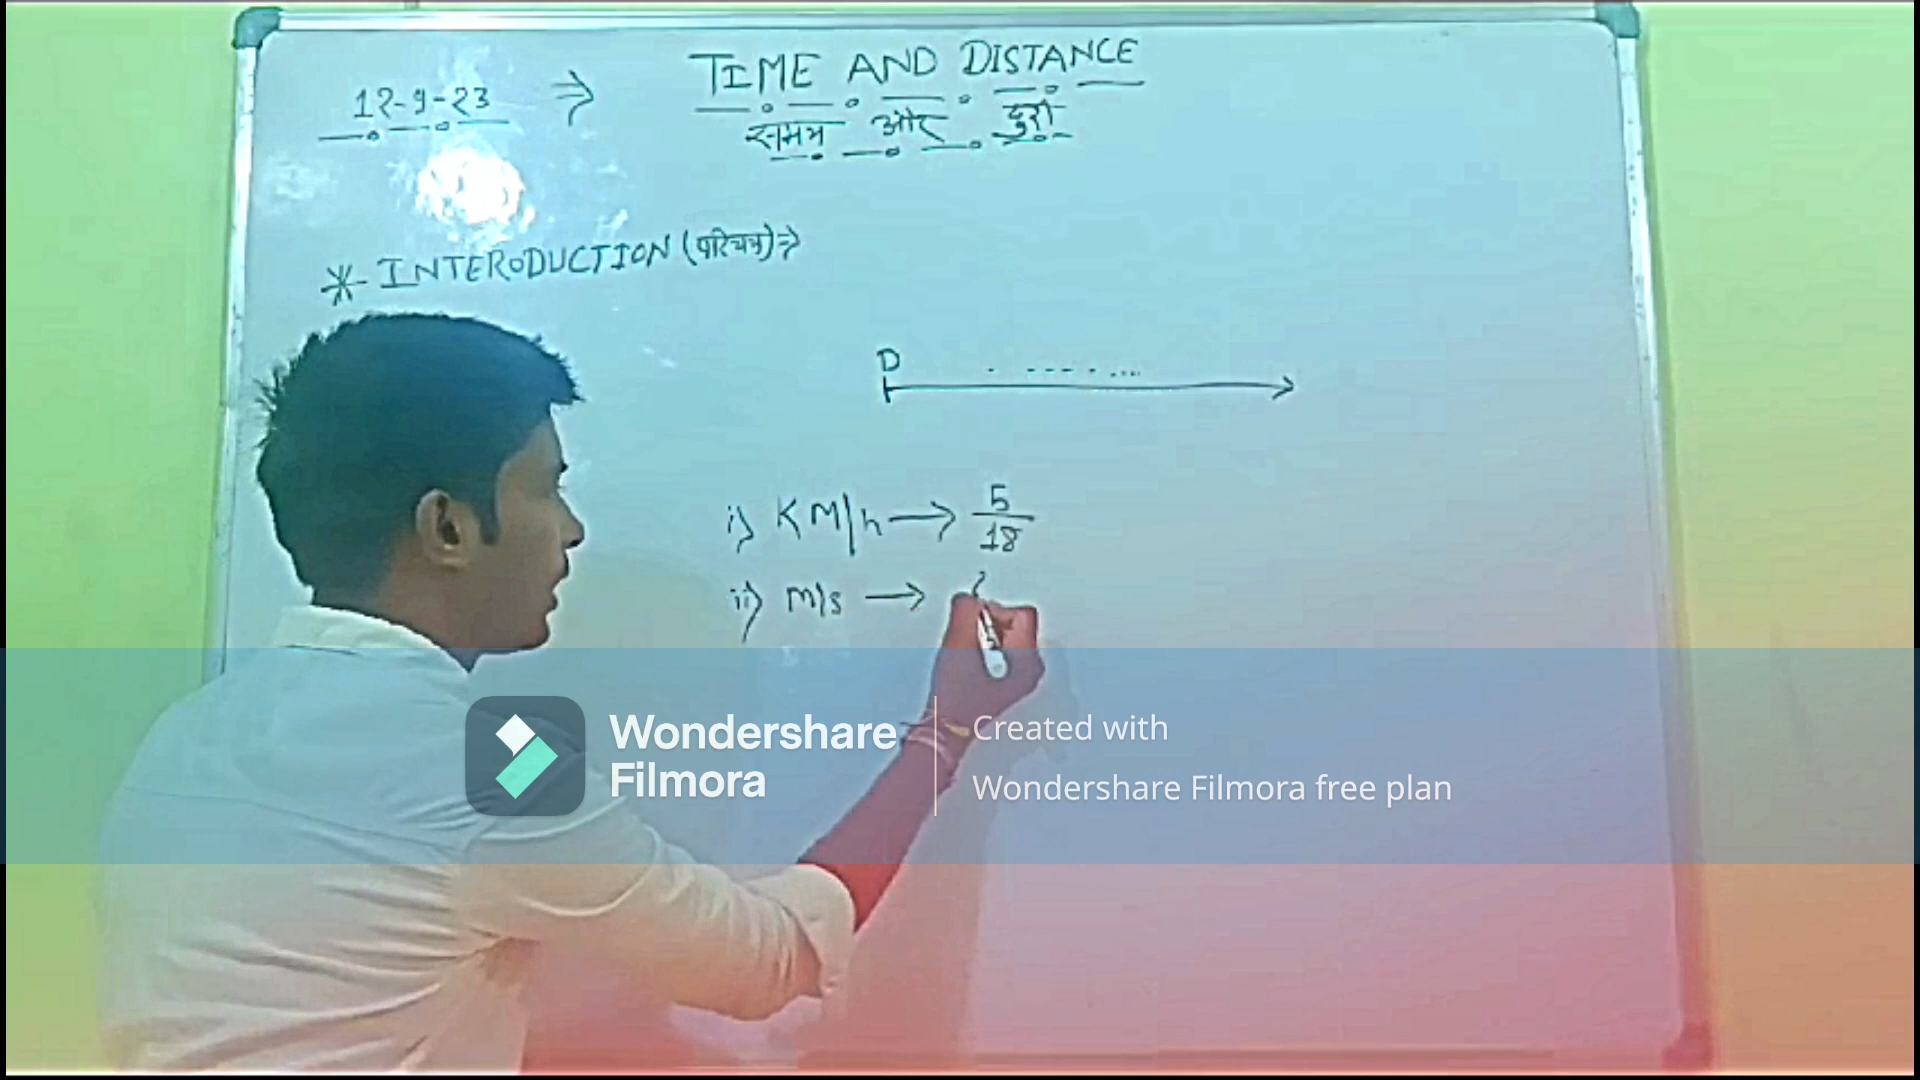 12-9-23 ⇒ TIME AND DISTANCE
समय और दुरी
* INTERODUCTION (परिचय) ⇒
D
i) KM/h → 5/18
ii) M/s →
Wondershare Filmora
Created with
Wondershare Filmora free plan